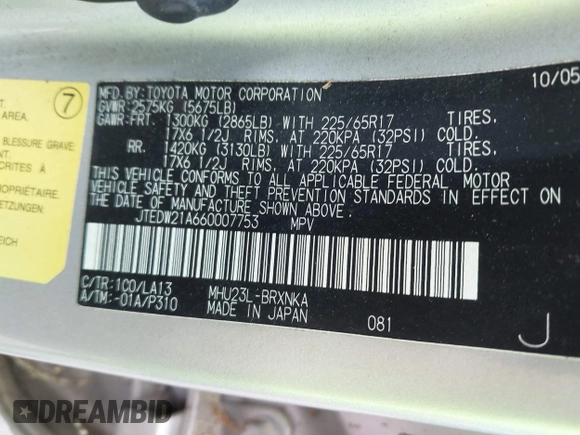 MFD. BY: TOYOTA MOTOR CORPORATION 10/05
GVWR: 2575KG (5675LB)
GAWR:FRT. 1300KG (2865LB) WITH 225/65R17 TIRES.
17X6 1/2J RIMS. AT 220KPA (32PSI) COLD.
RR. 1420KG (3130LB) WITH 225/65R17 TIRES.
17X6 1/2J RIMS. AT 220KPA (32PSI) COLD.
THIS VEHICLE CONFORMS TO ALL APPLICABLE FEDERAL MOTOR
VEHICLE SAFETY AND THEFT PREVENTION STANDARDS IN EFFECT ON
THE DATE OF MANUFACTURE SHOWN ABOVE.
JTEDW21A660007753 MPV
C/TR:1C0/LA13 MHU23L-BRXNKA
A/TM:-01A/P310 MADE IN JAPAN 081 J
7
AREA.
BLESSURE GRAVE
ENT.
CRITES À
PROPRIÉTAIRE.
ETZUNGEN.
EICH
DREAMBID